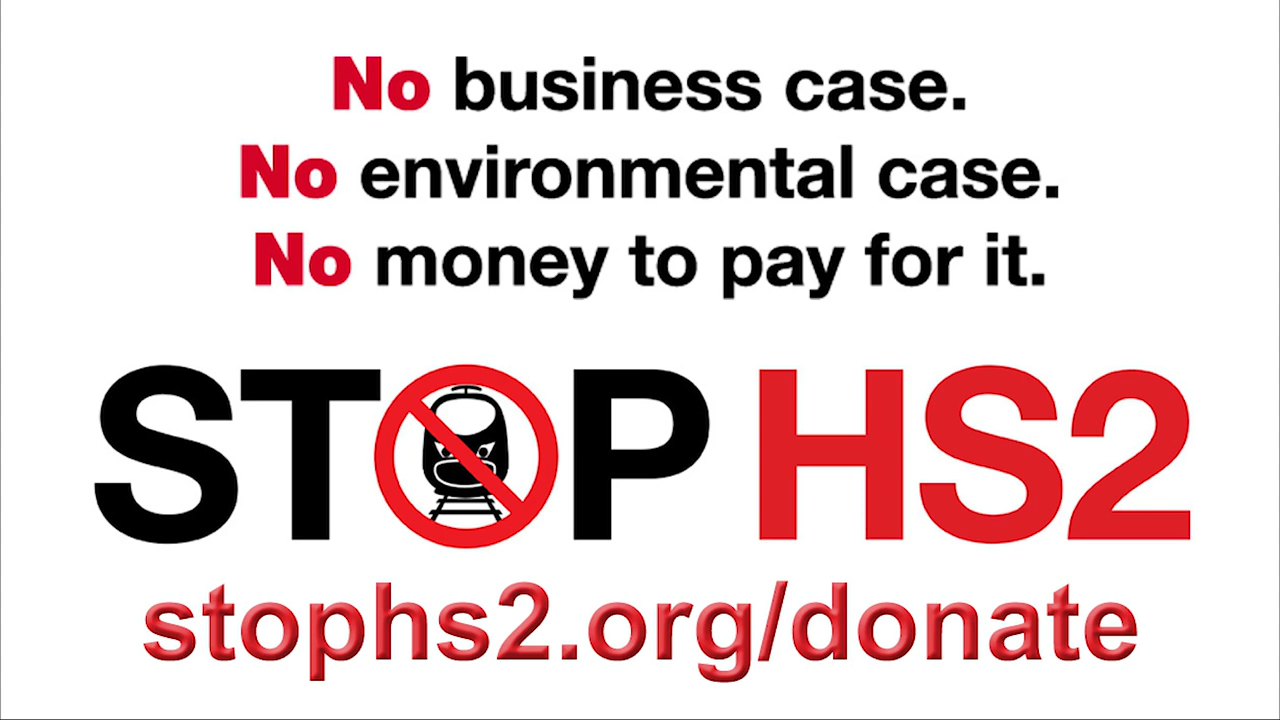 No business case.
No environmental case.
No money to pay for it.
STOP HS2
stophs2.org/donate